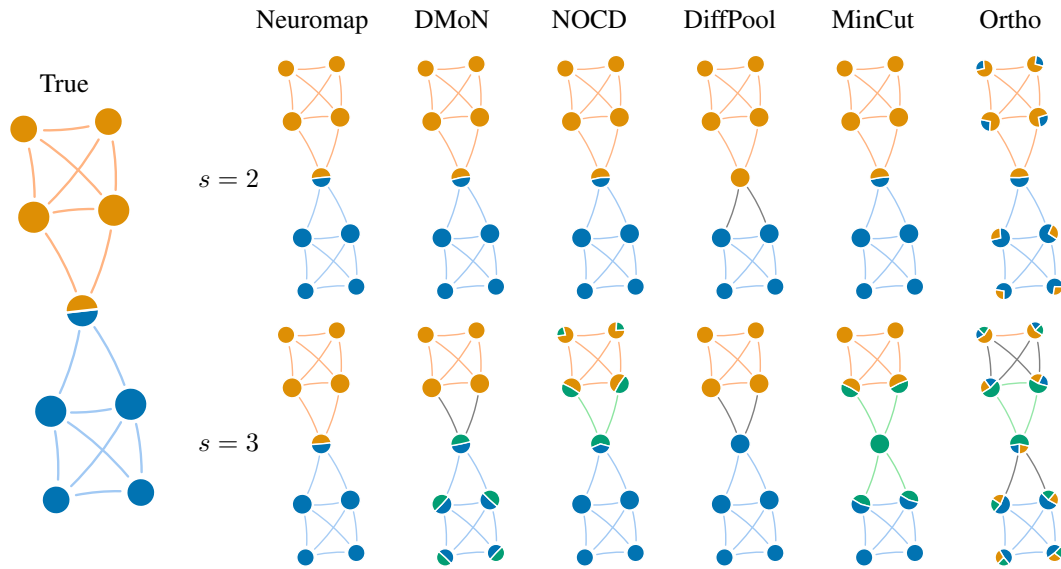 Neuromap DMoN NOCD DiffPool MinCut Ortho
True
s = 2
s = 3